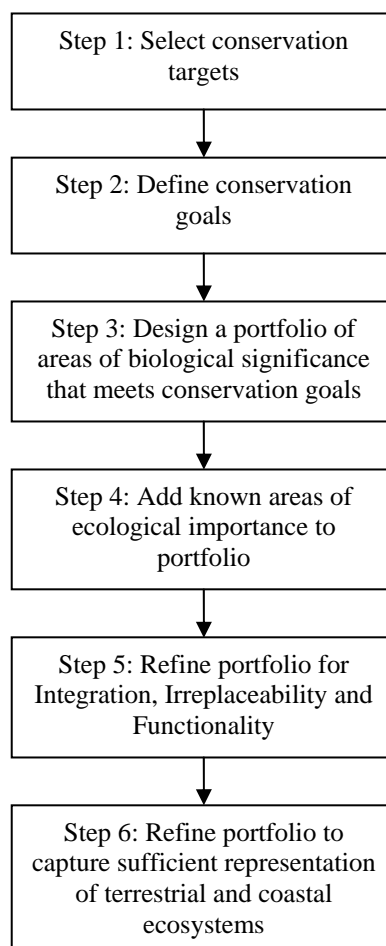 Step 1: Select conservation
targets
Step 2: Define conservation
goals
Step 3: Design a portfolio of
areas of biological significance
that meets conservation goals
Step 4: Add known areas of
ecological importance to
portfolio
Step 5: Refine portfolio for
Integration, Irreplaceability and
Functionality
Step 6: Refine portfolio to
capture sufficient representation
of terrestrial and coastal
ecosystems